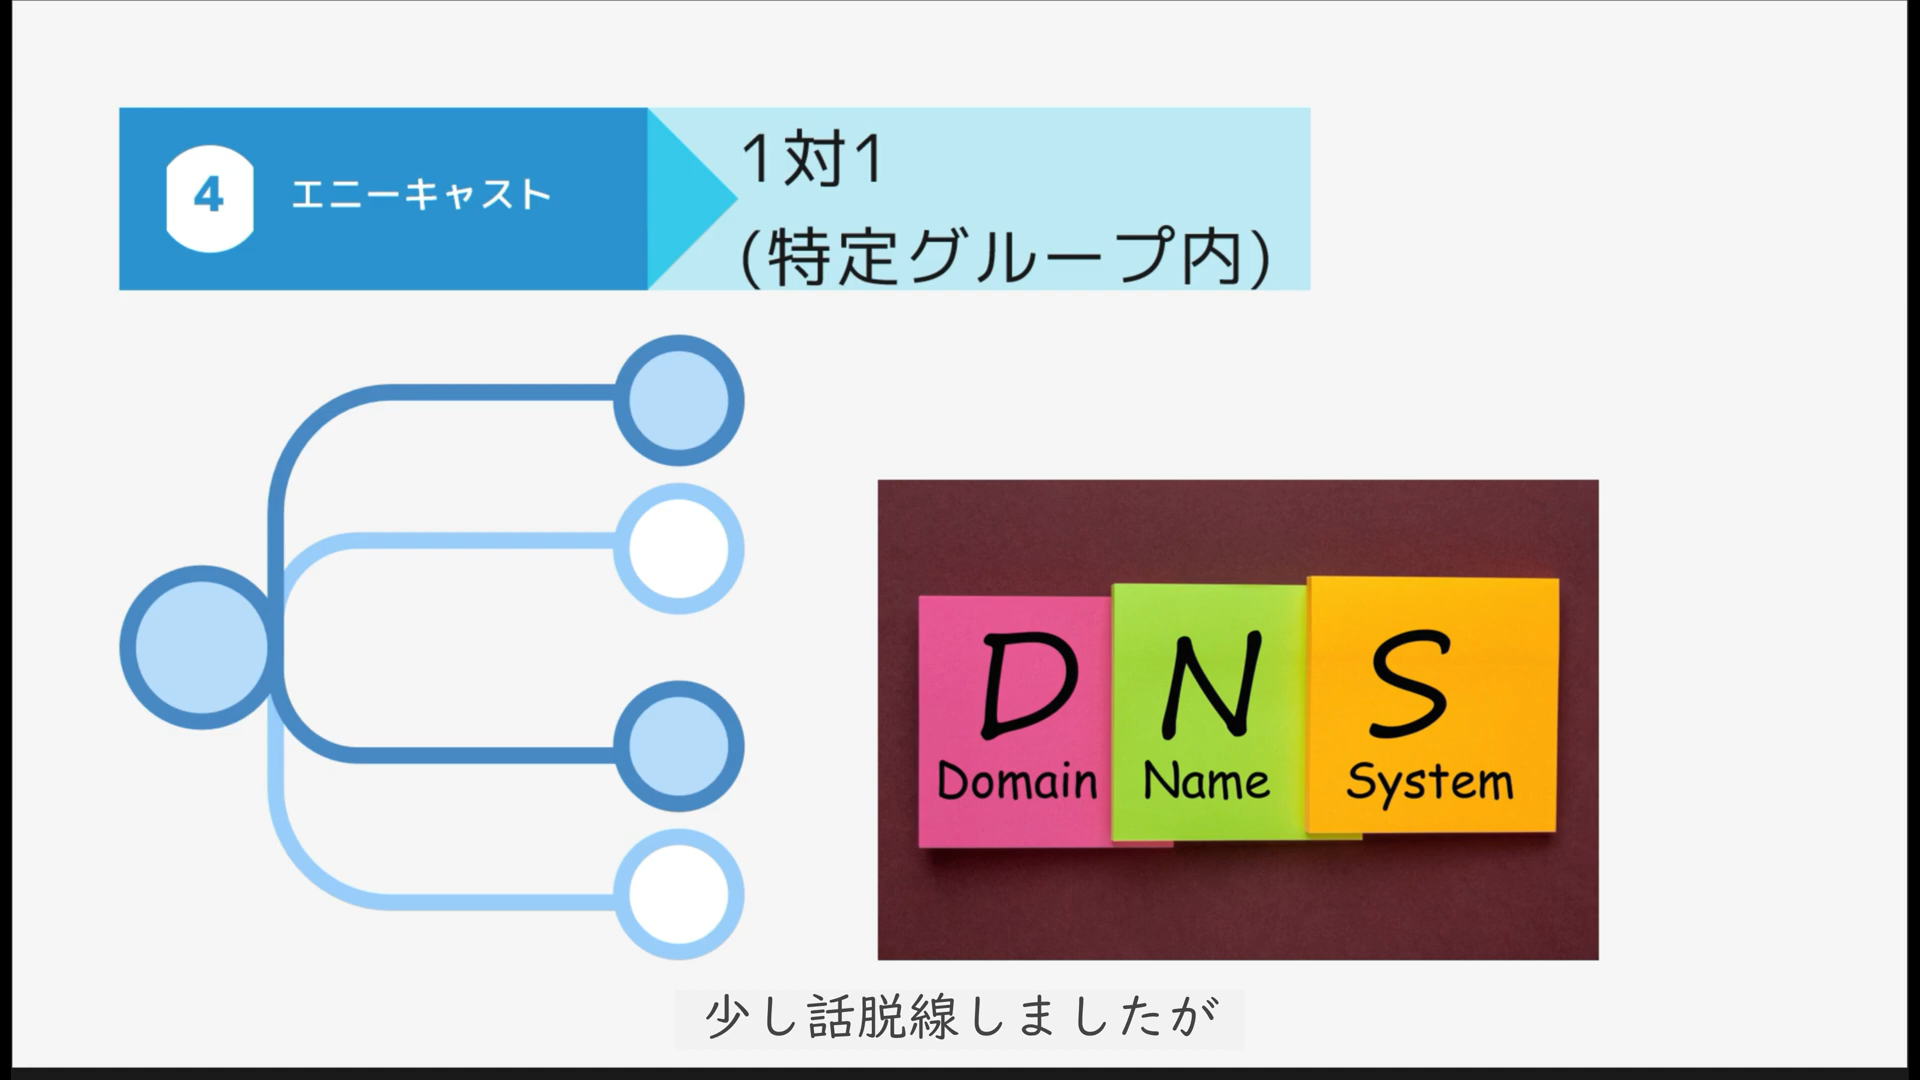 4 エニーキャスト
1対1
(特定グループ内)
D N S
Domain Name System
少し話脱線しましたが